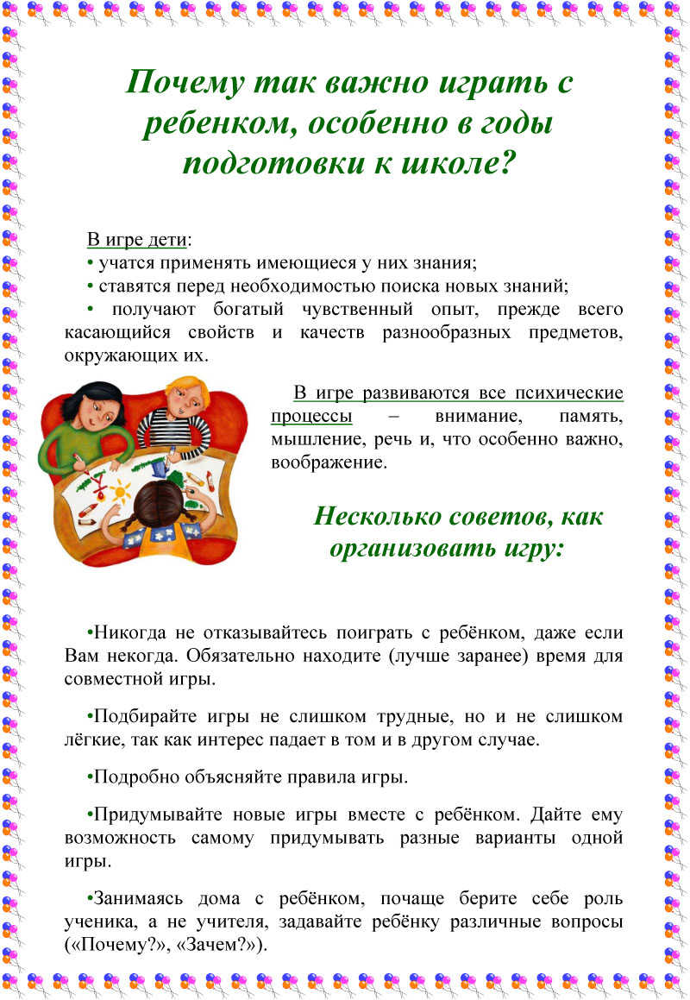 Почему так важно играть с
ребенком, особенно в годы
подготовки к школе?
В игре дети:
• учатся применять имеющиеся у них знания;
• ставятся перед необходимостью поиска новых знаний;
• получают богатый чувственный опыт, прежде всего
касающийся свойств и качеств разнообразных предметов,
окружающих их.
В игре развиваются все психические
процессы – внимание, память,
мышление, речь и, что особенно важно,
воображение.
Несколько советов, как
организовать игру:
•Никогда не отказывайтесь поиграть с ребёнком, даже если
Вам некогда. Обязательно находите (лучше заранее) время для
совместной игры.
•Подбирайте игры не слишком трудные, но и не слишком
лёгкие, так как интерес падает в том и в другом случае.
•Подробно объясняйте правила игры.
•Придумывайте новые игры вместе с ребёнком. Дайте ему
возможность самому придумывать разные варианты одной
игры.
•Занимаясь дома с ребёнком, почаще берите себе роль
ученика, а не учителя, задавайте ребёнку различные вопросы
(«Почему?», «Зачем?»).